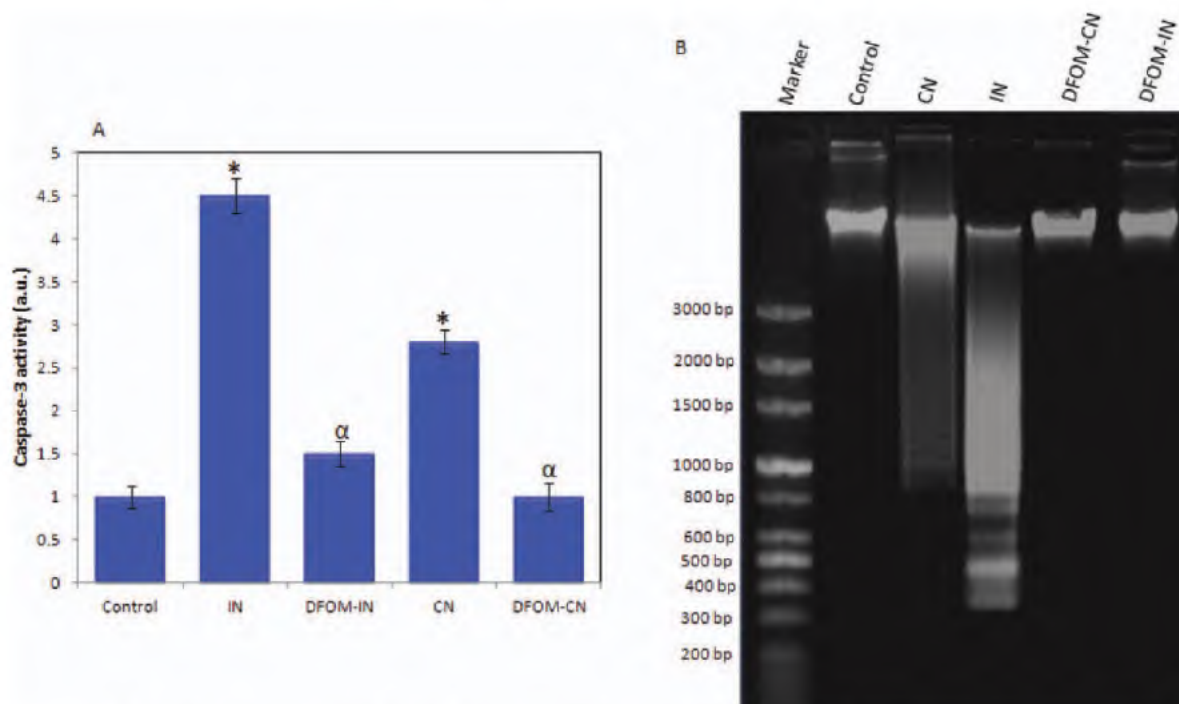 A
Caspase-3 activity (a.u.)
5
4.5
4
3.5
3
2.5
2
1.5
1
0.5
0
*
α
*
α
Control IN DFOM-IN CN DFOM-CN
B
Marker Control CN IN DFOM-CN DFOM-IN
3000 bp
2000 bp
1500 bp
1000 bp
800 bp
600 bp
500 bp
400 bp
300 bp
200 bp